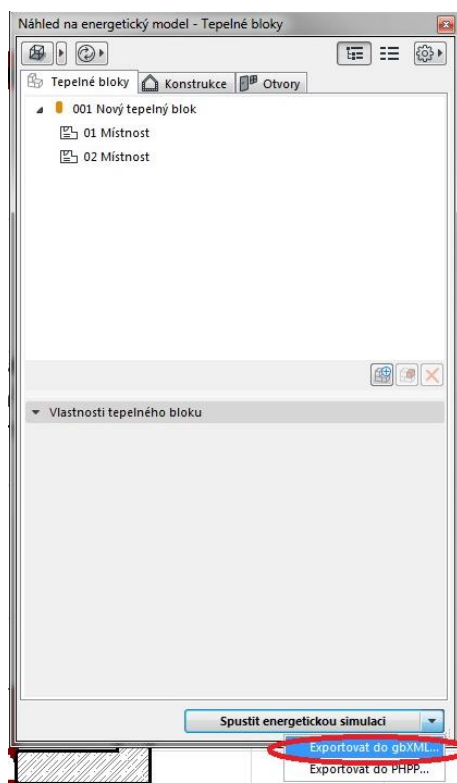 Náhled na energetický model - Tepelné bloky
Tepelné bloky Konstrukce Otvory
001 Nový tepelný blok
01 Místnost
02 Místnost
Vlastnosti tepelného bloku
Spustit energetickou simulaci
Exportovat do gbXML...
Exportovat do PHPP...